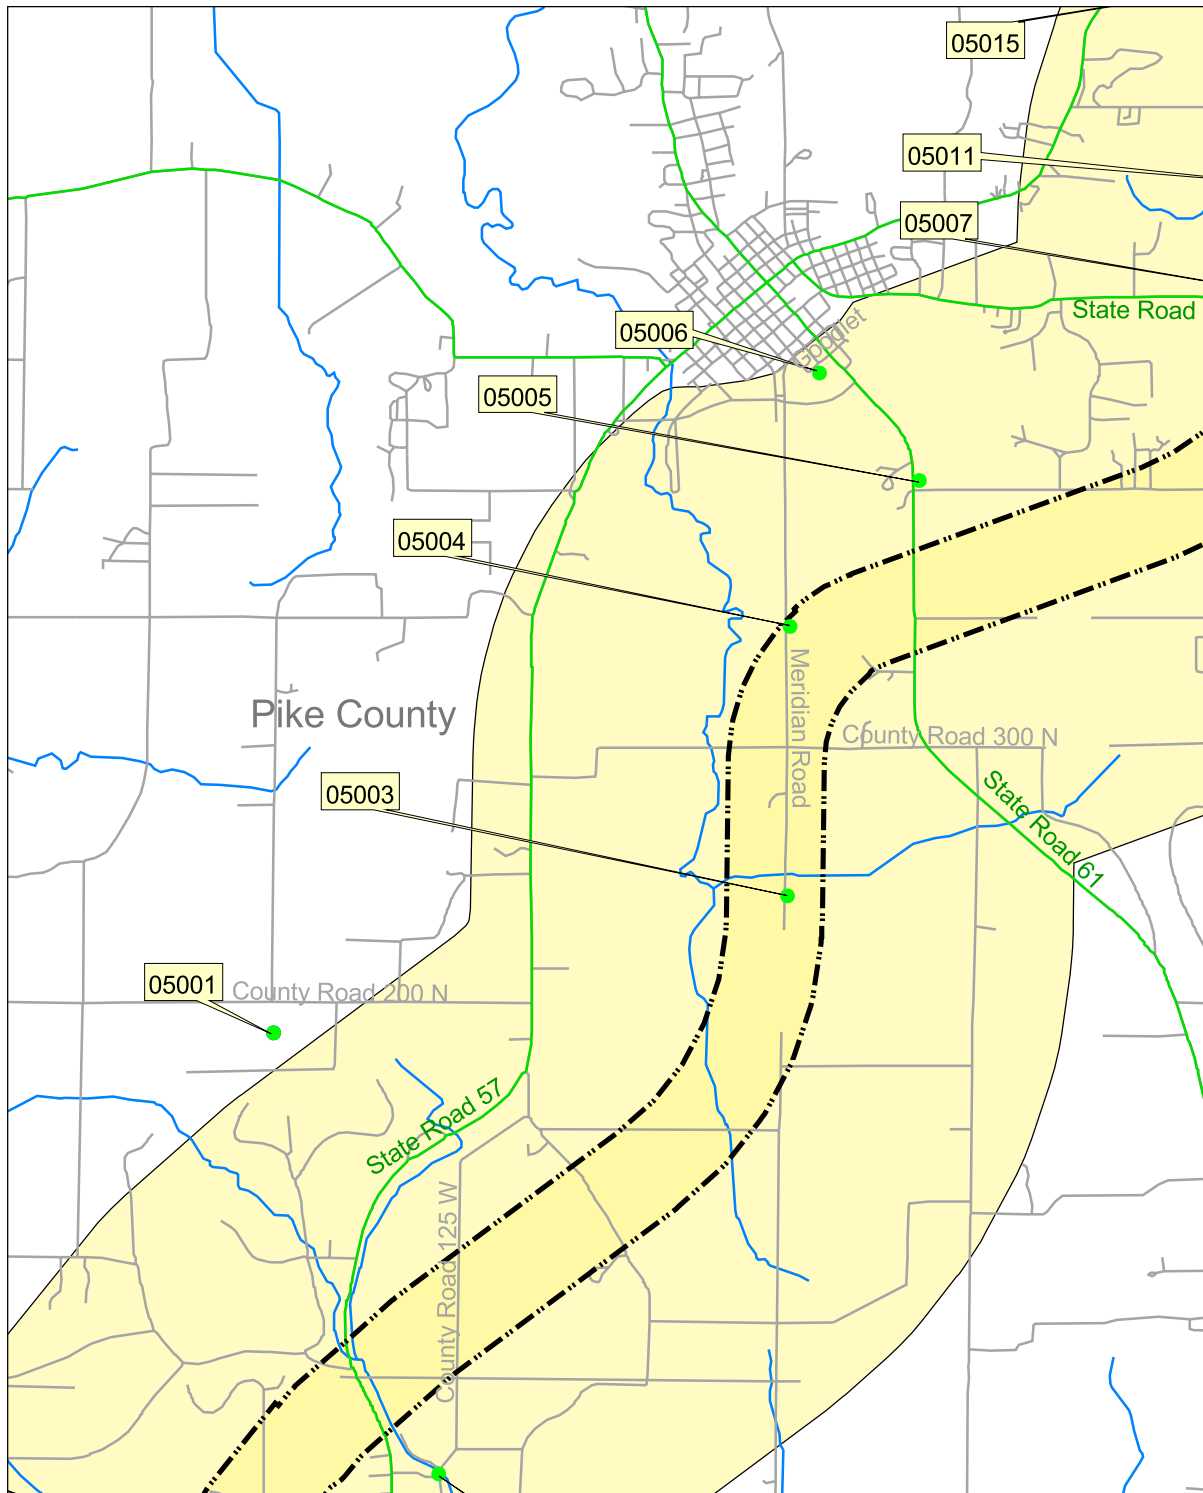 05015
05011
05007
State Road
05006
Goodlet
05005
05004
Meridian Road
Pike County
County Road 300 N
05003
State Road 61
05001
County Road 200 N
State Road 57
County Road 125 W